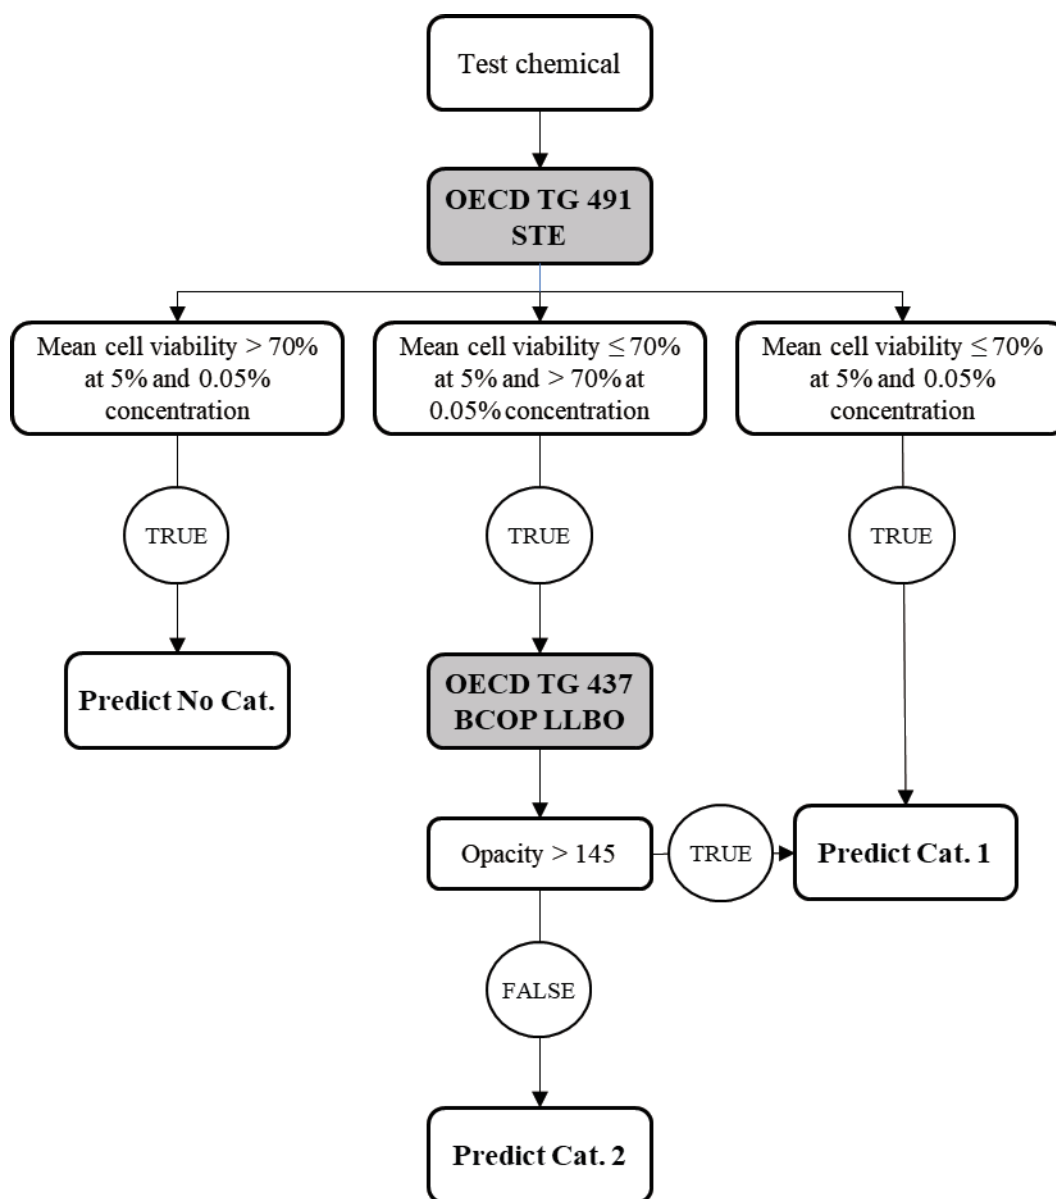 Test chemical
OECD TG 491
STE
Mean cell viability > 70%
at 5% and 0.05%
concentration
Mean cell viability ≤ 70%
at 5% and > 70% at
0.05% concentration
Mean cell viability ≤70%
at 5% and 0.05%
concentration
TRUE
TRUE
TRUE
Predict No Cat.
OECD TG 437
BCOP LLBO
Opacity > 145
TRUE
Predict Cat. 1
FALSE
Predict Cat. 2